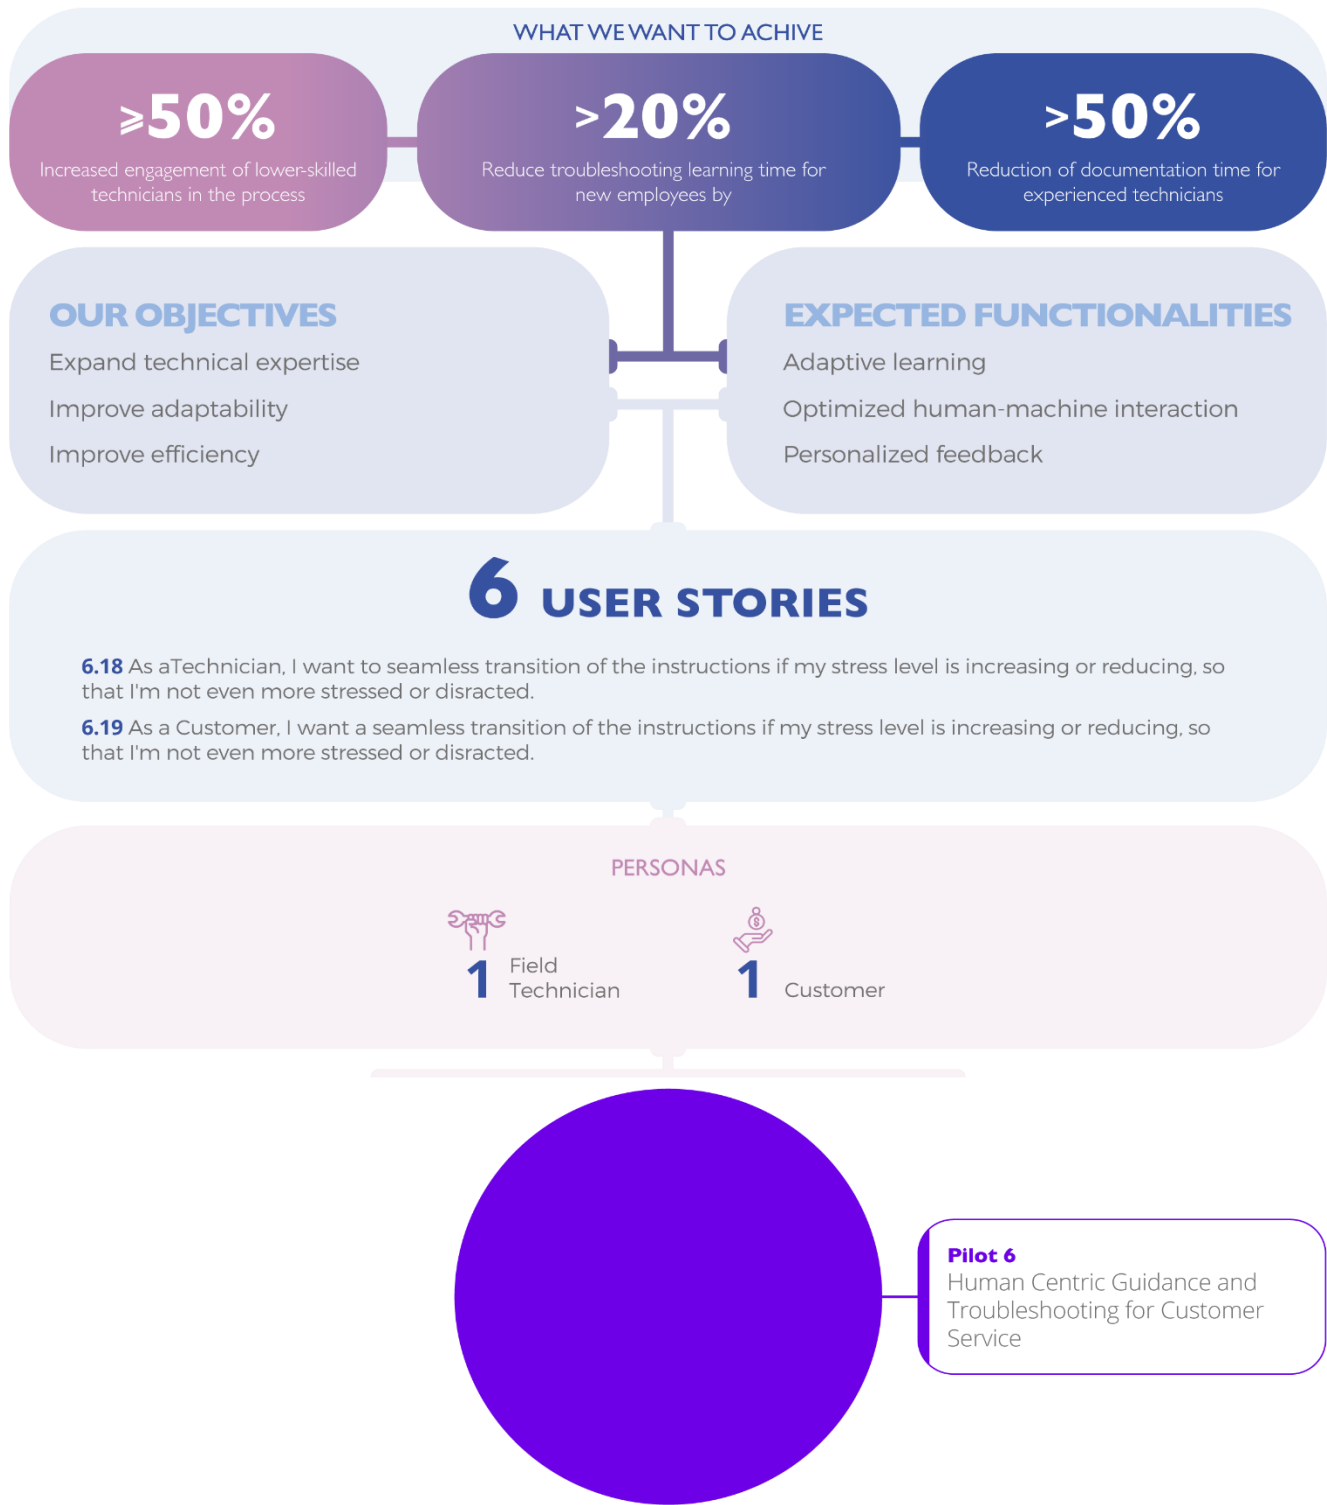 WHAT WE WANT TO ACHIVE
⩾50%
Increased engagement of lower-skilled
technicians in the process
>20%
Reduce troubleshooting learning time for
new employees by
>50%
Reduction of documentation time for
experienced technicians
OUR OBJECTIVES
Expand technical expertise
Improve adaptability
Improve efficiency
EXPECTED FUNCTIONALITIES
Adaptive learning
Optimized human-machine interaction
Personalized feedback
6 USER STORIES
6.18 As aTechnician, I want to seamless transition of the instructions if my stress level is increasing or reducing, so
that I'm not even more stressed or disracted.
6.19 As a Customer, I want a seamless transition of the instructions if my stress level is increasing or reducing, so
that I'm not even more stressed or disracted.
PERSONAS
1 Field
Technician
1 Customer
Pilot 6
Human Centric Guidance and
Troubleshooting for Customer
Service